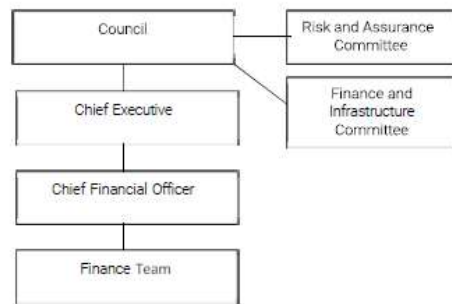 Council
Risk and Assurance
Committee
Finance and
Infrastructure
Committee
Chief Executive
Chief Financial Officer
Finance Team